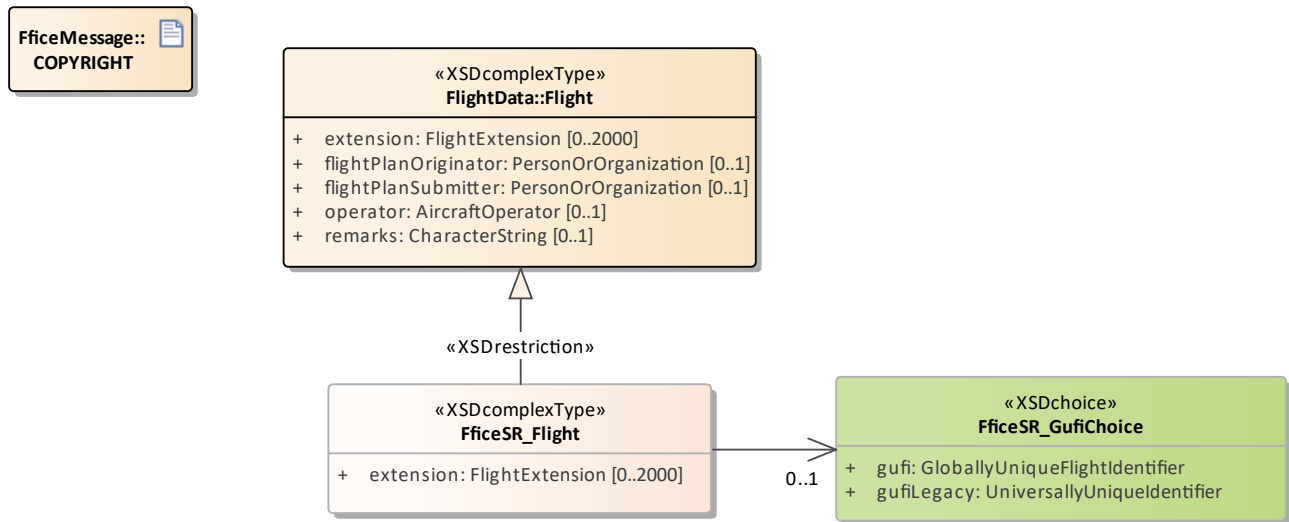 FficeMessage::
COPYRIGHT
«XSDcomplexType»
FlightData::Flight
+ extension: FlightExtension [0..2000]
+ flightPlanOriginator: PersonOrOrganization [0..1]
+ flightPlanSubmitter: PersonOrOrganization [0..1]
+ operator: AircraftOperator [0..1]
+ remarks: CharacterString [0..1]
«XSDrestriction»
«XSDcomplexType»
FficeSR_Flight
+ extension: FlightExtension [0..2000]
0..1
«XSDchoice»
FficeSR_GufiChoice
+ gufi: GloballyUniqueFlightIdentifier
+ gufiLegacy: UniversallyUniqueIdentifier